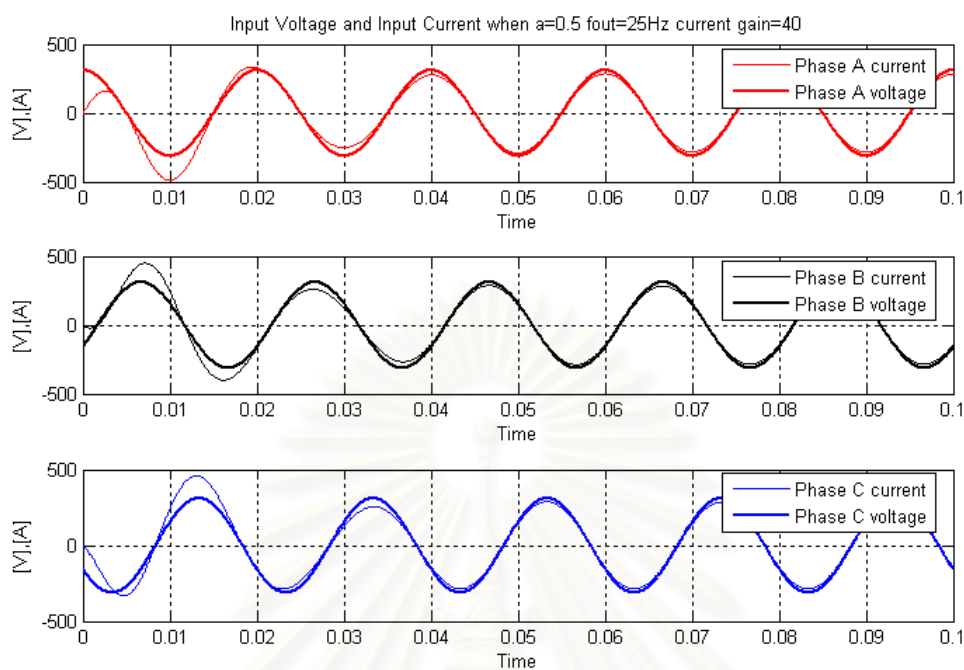 Input Voltage and Input Current when a=0.5 fout=25Hz current gain=40
[V],[A]
500
0
-500
Phase A current
Phase A voltage
0 0.01 0.02 0.03 0.04 0.05 0.06 0.07 0.08 0.09 0.1
Time
[V],[A]
500
0
-500
Phase B current
Phase B voltage
0 0.01 0.02 0.03 0.04 0.05 0.06 0.07 0.08 0.09 0.1
Time
[V],[A]
500
0
-500
Phase C current
Phase C voltage
0 0.01 0.02 0.03 0.04 0.05 0.06 0.07 0.08 0.09 0.1
Time